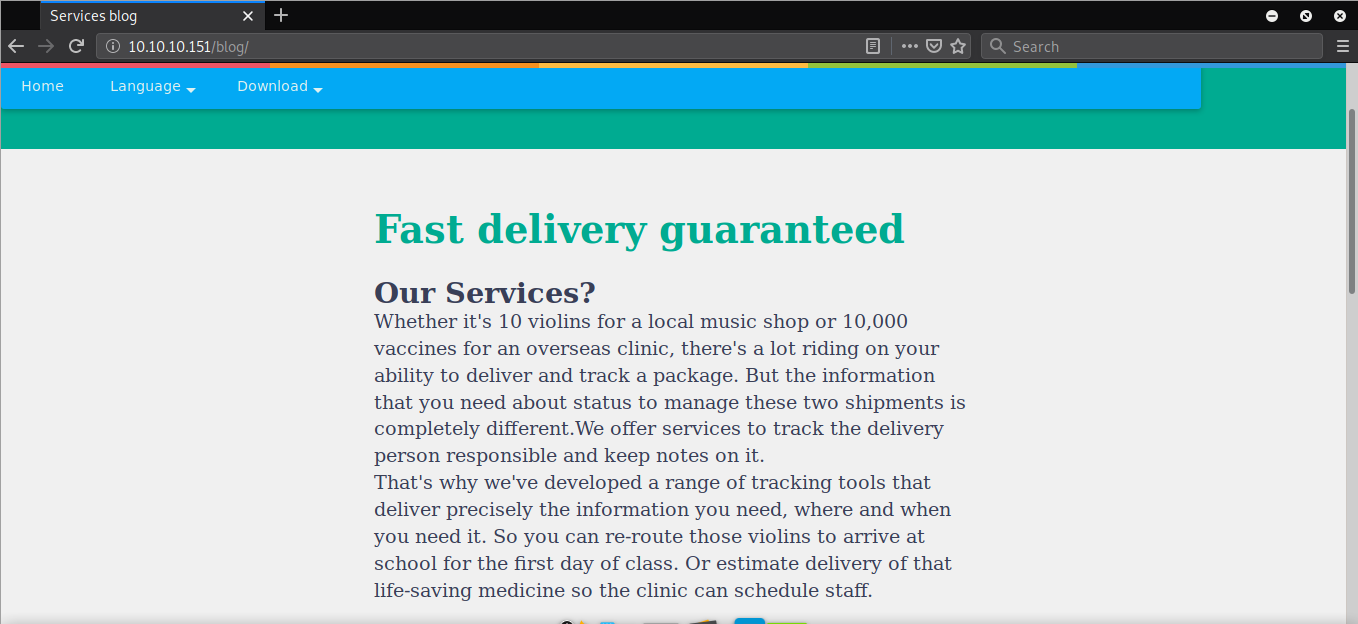 Services blog
10.10.10.151/blog/
Search
Home Language Download
Fast delivery guaranteed
Our Services?
Whether it's 10 violins for a local music shop or 10,000
vaccines for an overseas clinic, there's a lot riding on your
ability to deliver and track a package. But the information
that you need about status to manage these two shipments is
completely different.We offer services to track the delivery
person responsible and keep notes on it.
That's why we've developed a range of tracking tools that
deliver precisely the information you need, where and when
you need it. So you can re-route those violins to arrive at
school for the first day of class. Or estimate delivery of that
life-saving medicine so the clinic can schedule staff.